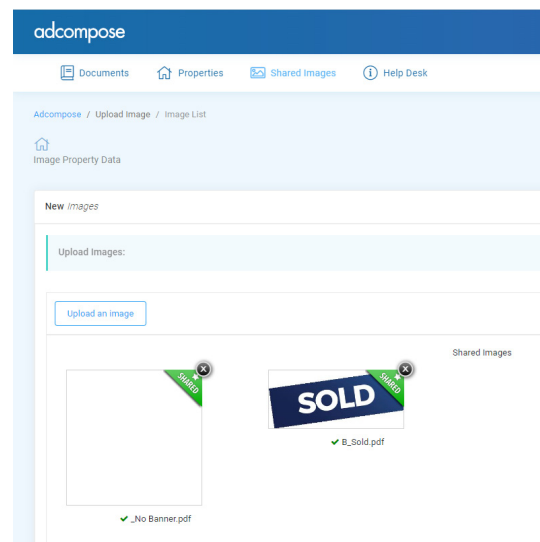 adcompose
Documents Properties Shared Images Help Desk
Adcompose / Upload Image / Image List
Image Property Data
New Images
Upload Images:
Upload an image
Shared Images
SHARED SHARED
SOLD
B_Sold.pdf
_No Banner.pdf